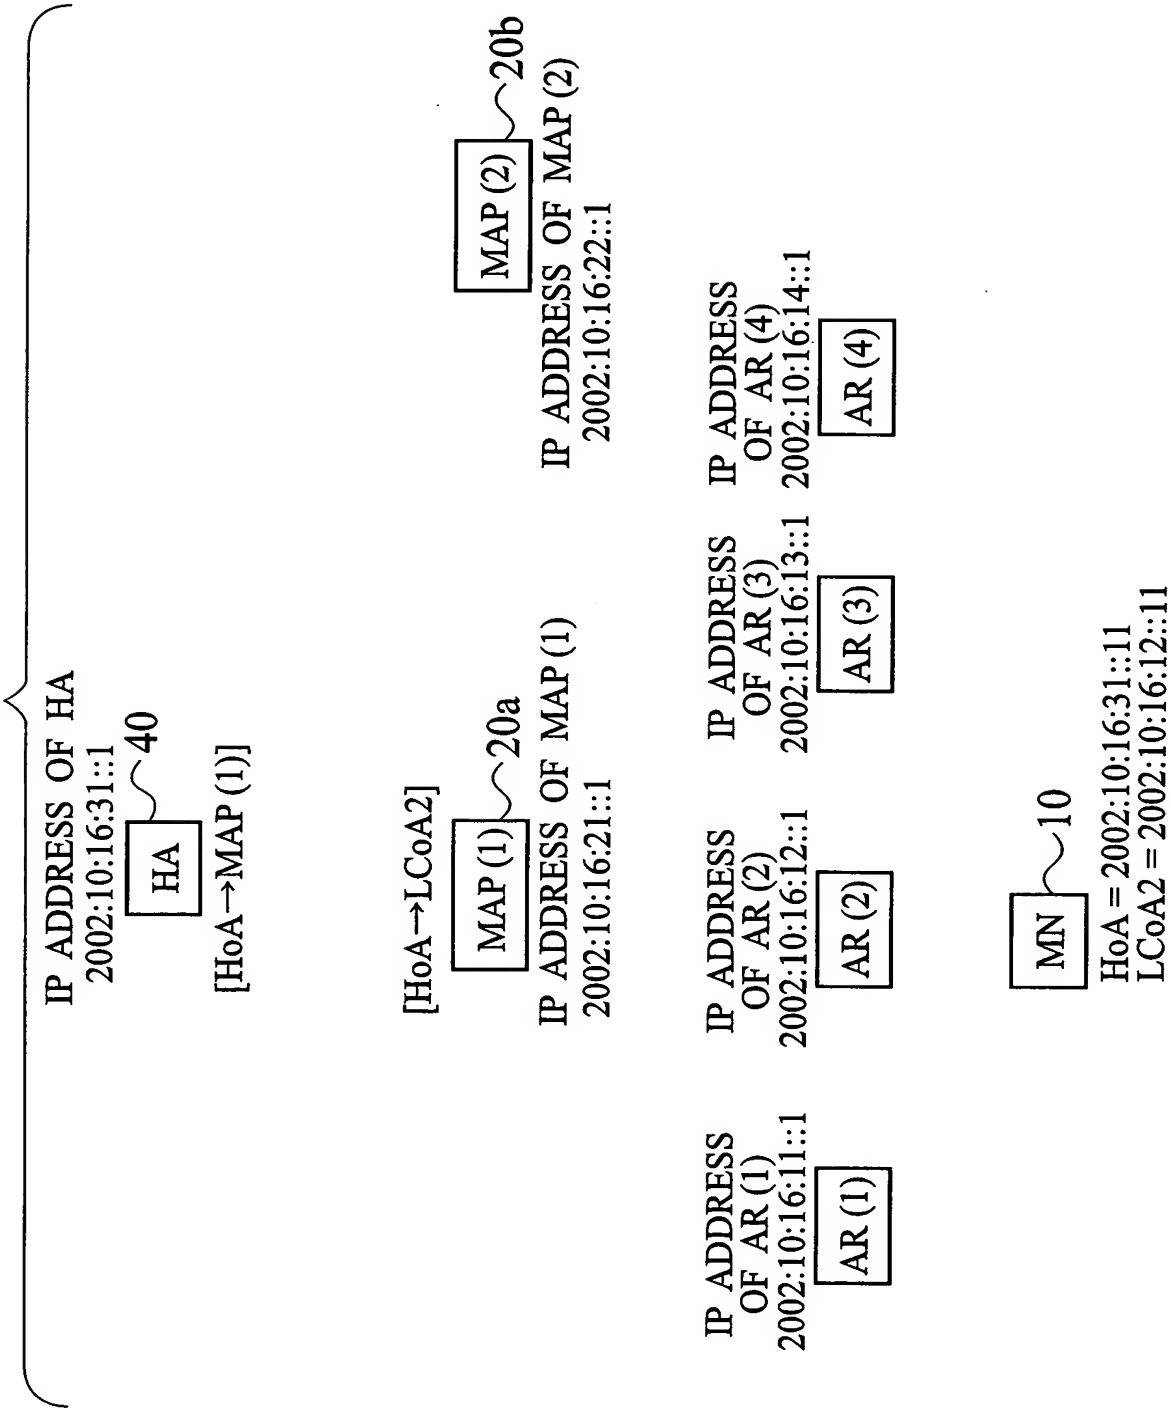 IP ADDRESS OF HA
2002:10:16:31::1
40
HA
[HoA→MAP (1)]
[HoA→LCoA2]
MAP (1)
20a
IP ADDRESS OF MAP (1)
2002:10:16:21::1
MAP (2)
20b
IP ADDRESS OF MAP (2)
2002:10:16:22::1
IP ADDRESS
OF AR (1)
2002:10:16:11::1
AR (1)
IP ADDRESS
OF AR (2)
2002:10:16:12::1
AR (2)
IP ADDRESS
OF AR (3)
2002:10:16:13::1
AR (3)
IP ADDRESS
OF AR (4)
2002:10:16:14::1
AR (4)
MN
10
HoA = 2002:10:16:31::11
LCoA2 = 2002:10:16:12::11